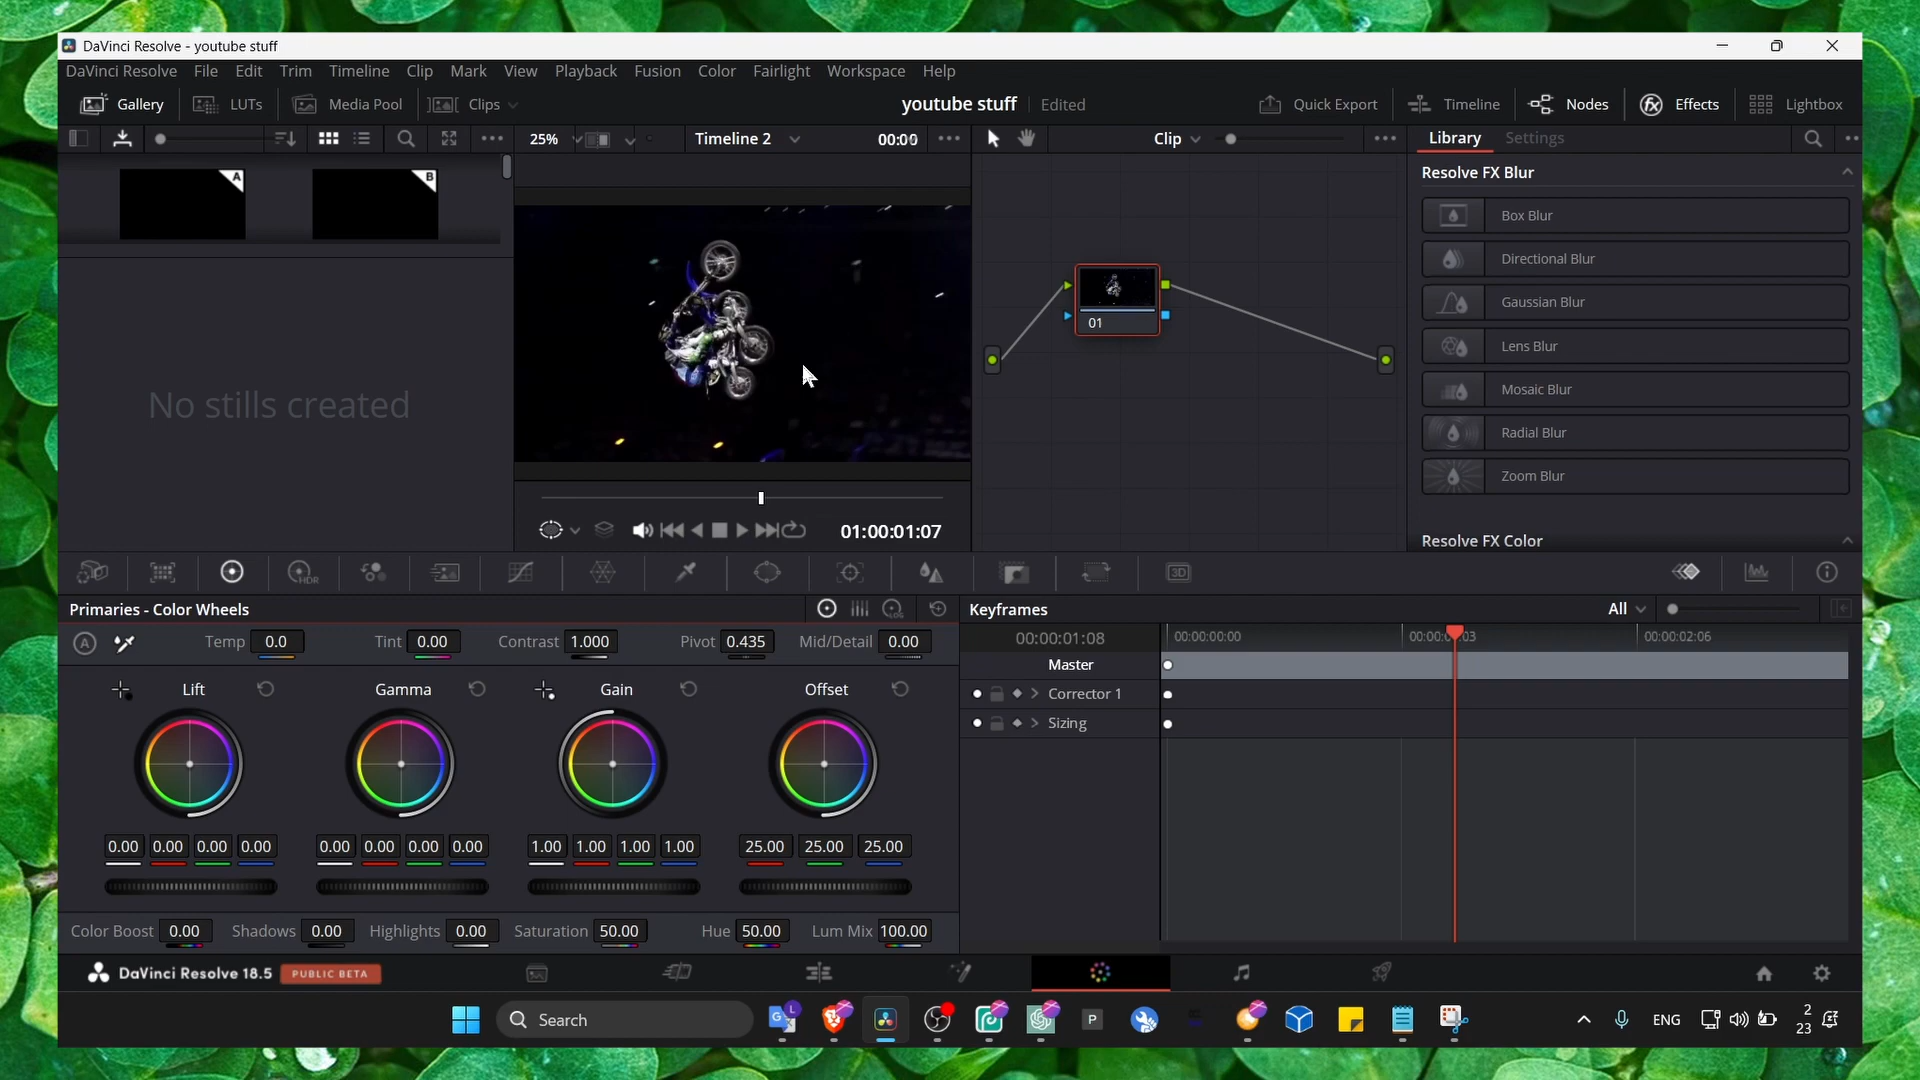 DaVinci Resolve - youtube stuff
DaVinci Resolve File Edit Trim Timeline Clip Mark View Playback Fusion Color Fairlight Workspace Help
Gallery LUTs Media Pool Clips youtube stuff Edited Quick Export Timeline Nodes Effects Lightbox
25% Timeline 2 00:00 Clip Library Settings
Resolve FX Blur
A B
Box Blur
Directional Blur
Gaussian Blur
01
Lens Blur
Mosaic Blur
No stills created
Radial Blur
Zoom Blur
01:00:01:07
Resolve FX Color
HDR 3D
Primaries - Color Wheels Keyframes All
A Temp 0.0 Tint 0.00 Contrast 1.000 Pivot 0.435 Mid/Detail 0.00 00:00:01:08 00:00:00:00 00:00:02:06
Master
Lift Gamma Gain Offset Corrector 1
Sizing
0.00 0.00 0.00 0.00 0.00 0.00 0.00 0.00 1.00 1.00 1.00 1.00 25.00 25.00 25.00
Color Boost 0.00 Shadows 0.00 Highlights 0.00 Saturation 50.00 Hue 50.00 Lum Mix 100.00
DaVinci Resolve 18.5 PUBLIC BETA
Search L P ENG 2
23